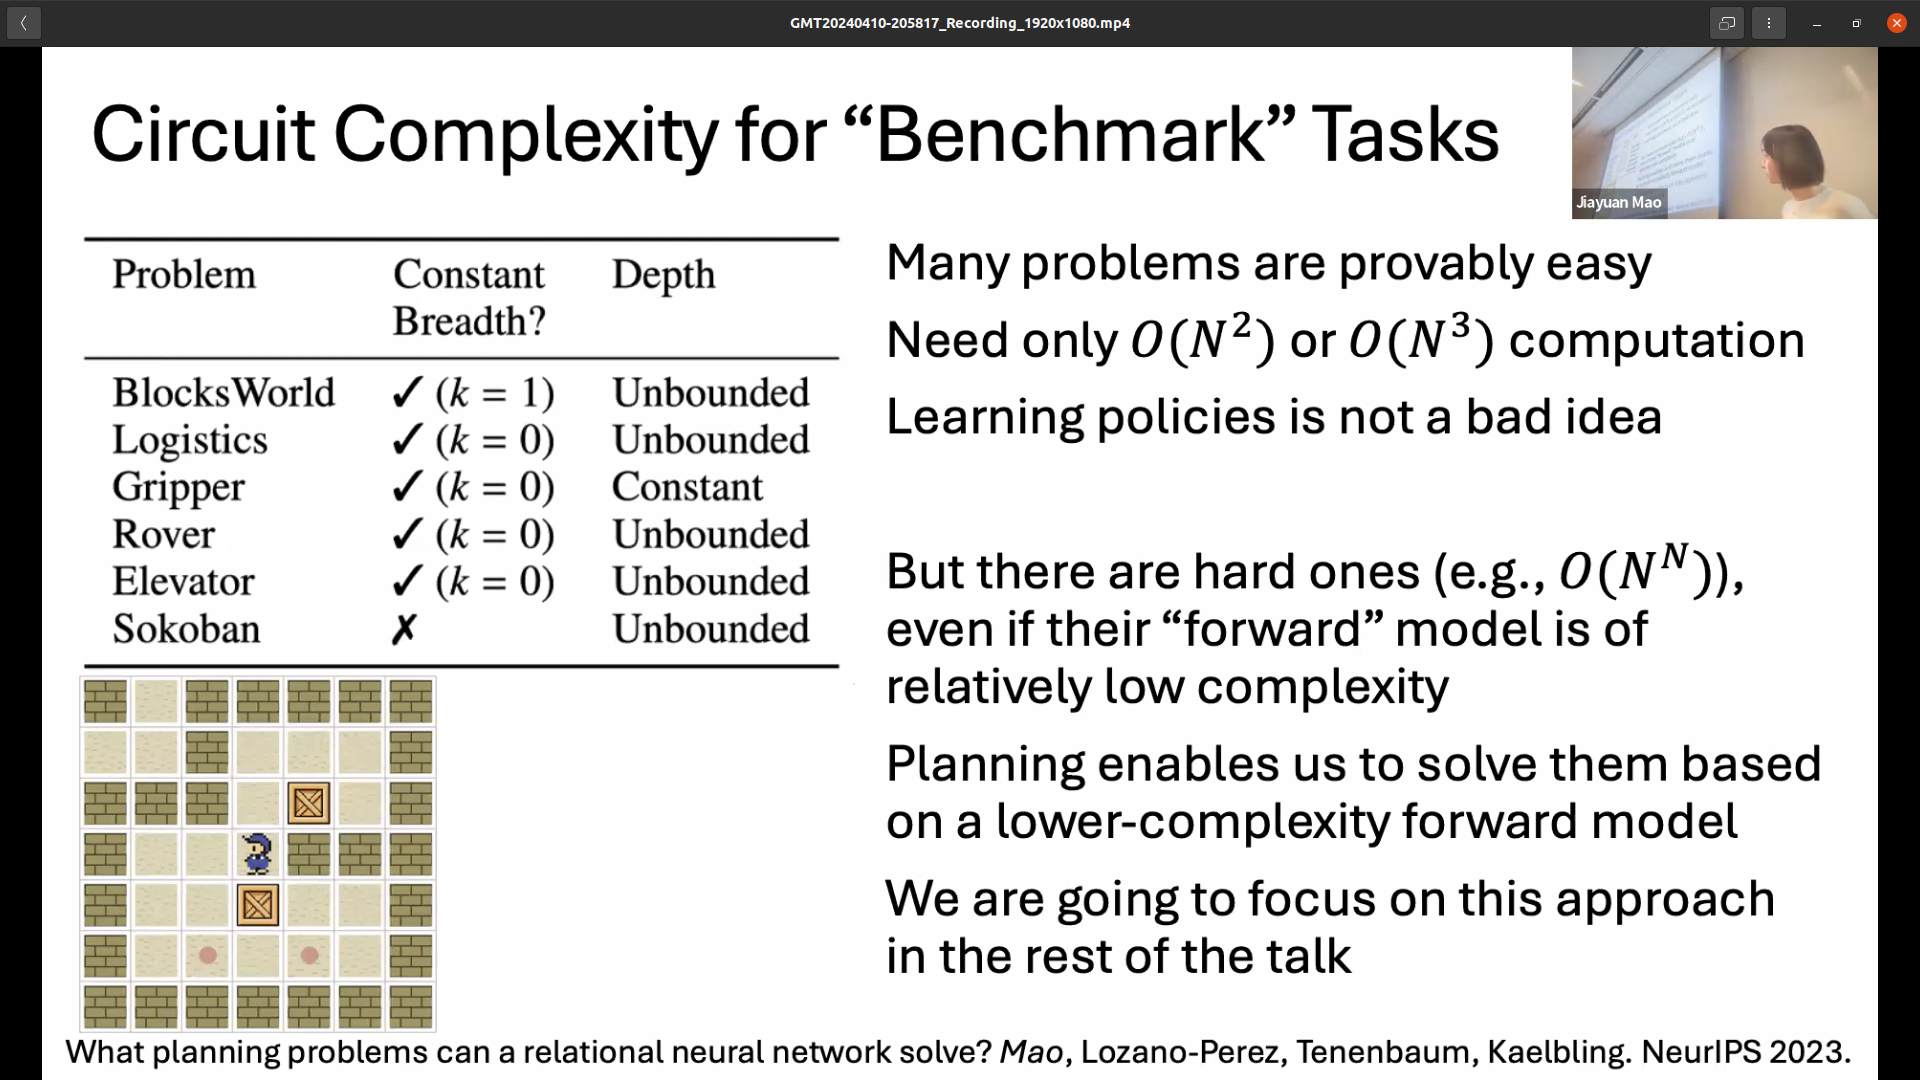 GMT20240410-205817_Recording_1920x1080.mp4
Circuit Complexity for “Benchmark” Tasks
Jiayuan Mao
Problem Constant Breadth? Depth
BlocksWorld ✓ (k = 1) Unbounded
Logistics ✓ (k = 0) Unbounded
Gripper ✓ (k = 0) Constant
Rover ✓ (k = 0) Unbounded
Elevator ✓ (k = 0) Unbounded
Sokoban ✗ Unbounded
Many problems are provably easy
Need only O(N²) or O(N³) computation
Learning policies is not a bad idea
But there are hard ones (e.g., O(Nᴺ)),
even if their “forward” model is of
relatively low complexity
Planning enables us to solve them based
on a lower-complexity forward model
We are going to focus on this approach
in the rest of the talk
What planning problems can a relational neural network solve? Mao, Lozano-Perez, Tenenbaum, Kaelbling. NeurIPS 2023.